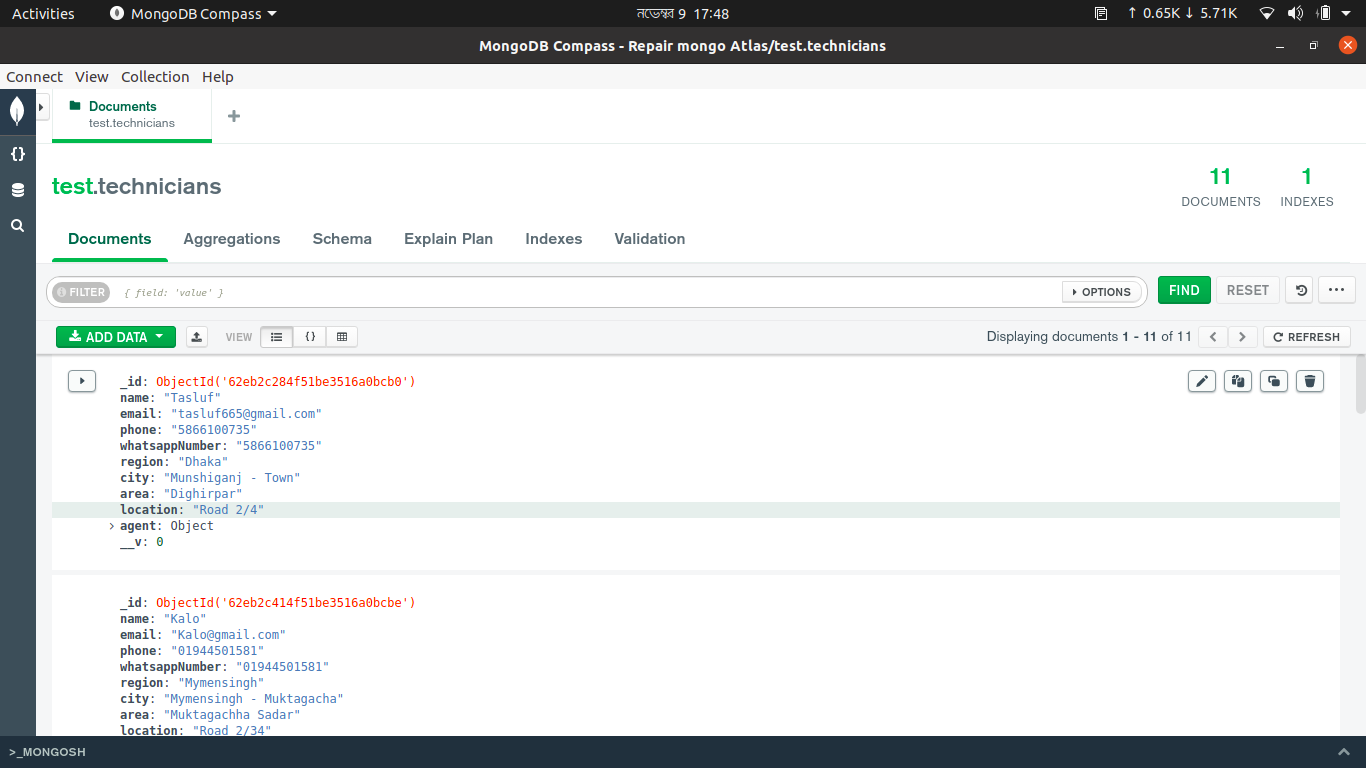 Activities
MongoDB Compass
নভেম্বর 9 17:48
↑ 0.65K ↓ 5.71K
MongoDB Compass - Repair mongo Atlas/test.technicians
Connect View Collection Help
Documents
test.technicians
test.technicians
11
DOCUMENTS
1
INDEXES
Documents Aggregations Schema Explain Plan Indexes Validation
FILTER { field: 'value' } OPTIONS FIND RESET ...
ADD DATA VIEW {} Displaying documents 1 - 11 of 11 < > REFRESH
_id: ObjectId('62eb2c284f51be3516a0bcb0')
name: "Tasluf"
email: "tasluf665@gmail.com"
phone: "5866100735"
whatsappNumber: "5866100735"
region: "Dhaka"
city: "Munshiganj - Town"
area: "Dighirpar"
location: "Road 2/4"
> agent: Object
__v: 0
_id: ObjectId('62eb2c414f51be3516a0bcbe')
name: "Kalo"
email: "Kalo@gmail.com"
phone: "01944501581"
whatsappNumber: "01944501581"
region: "Mymensingh"
city: "Mymensingh - Muktagacha"
area: "Muktagachha Sadar"
location: "Road 2/34"
>_MONGOSH